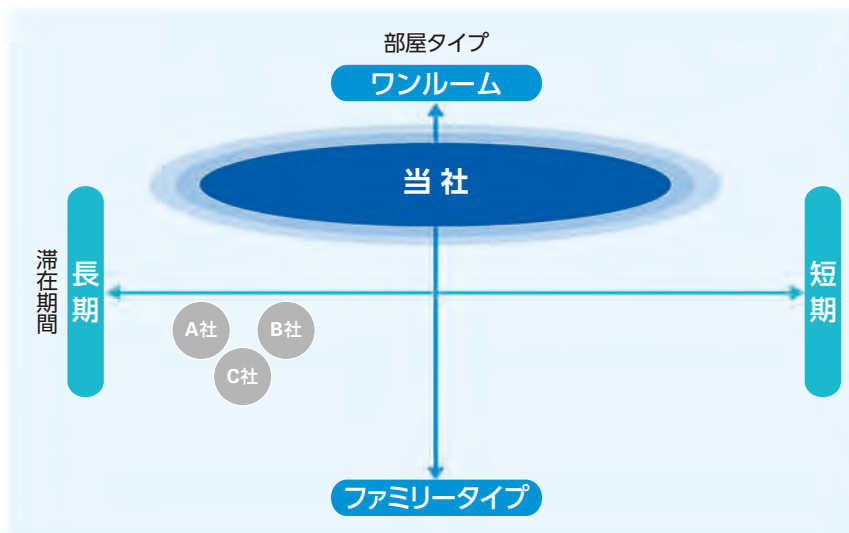 部屋タイプ
ワンルーム
当社
滞在期間
長期
短期
A社
B社
C社
ファミリータイプ